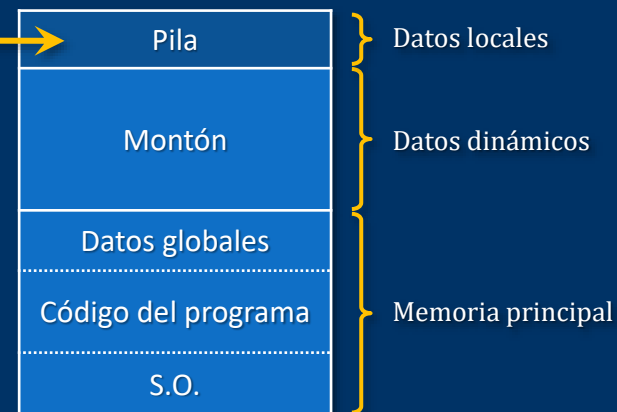 Pila
Datos locales
Montón
Datos dinámicos
Datos globales
Código del programa
Memoria principal
S.O.